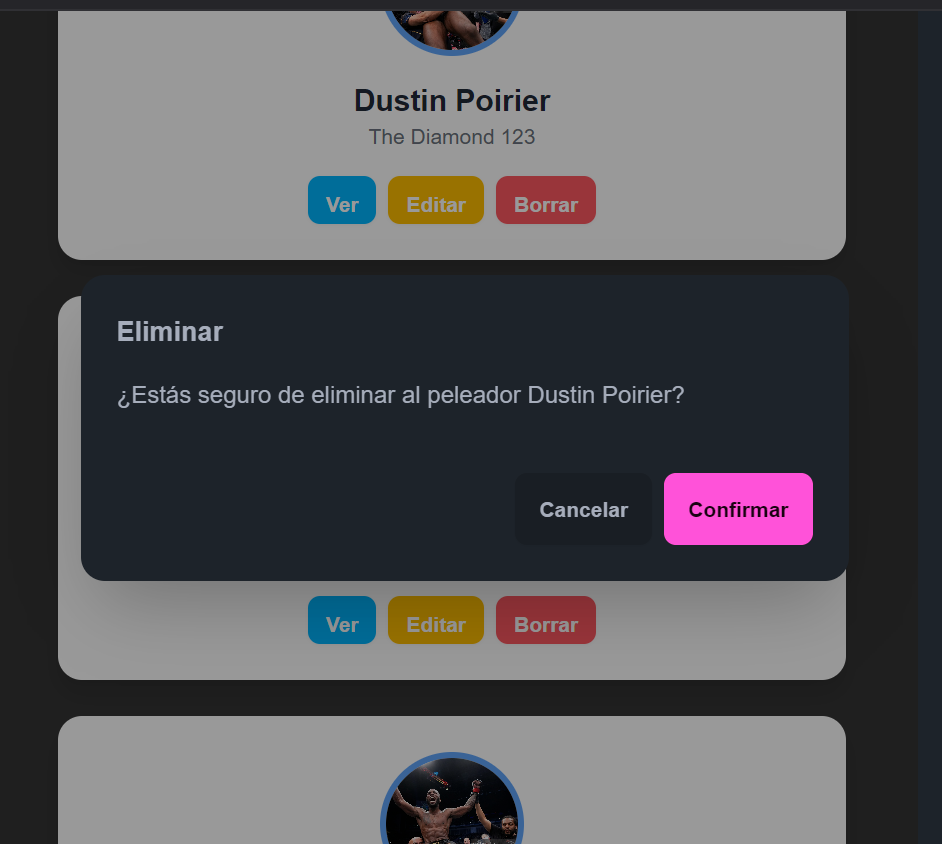 Dustin Poirier
The Diamond 123
Ver Editar Borrar
Eliminar
¿Estás seguro de eliminar al peleador Dustin Poirier?
Cancelar Confirmar
Ver Editar Borrar